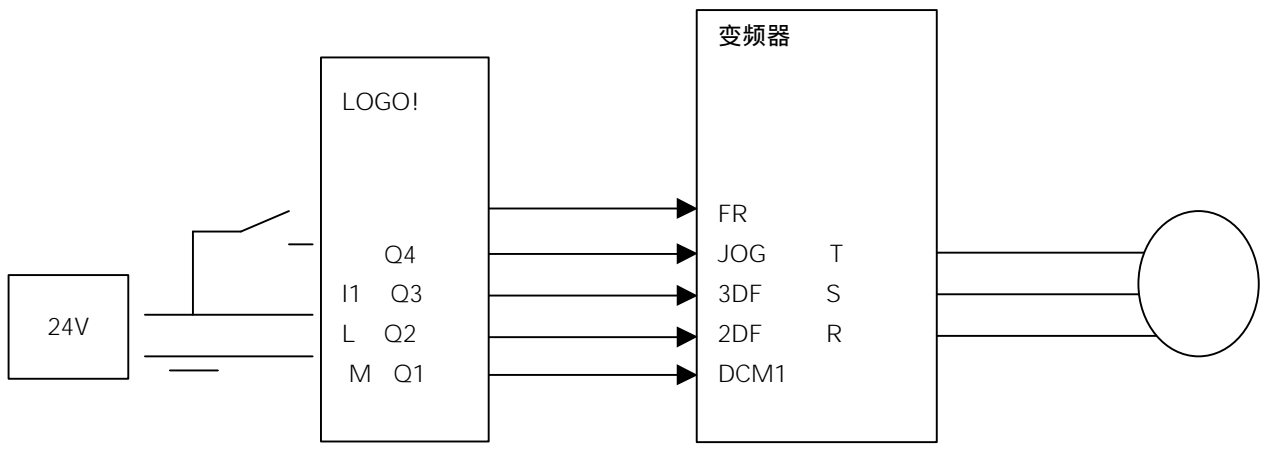 变频器
LOGO!
FR
Q4 JOG T
I1 Q3 3DF S
24V L Q2 2DF R
M Q1 DCM1